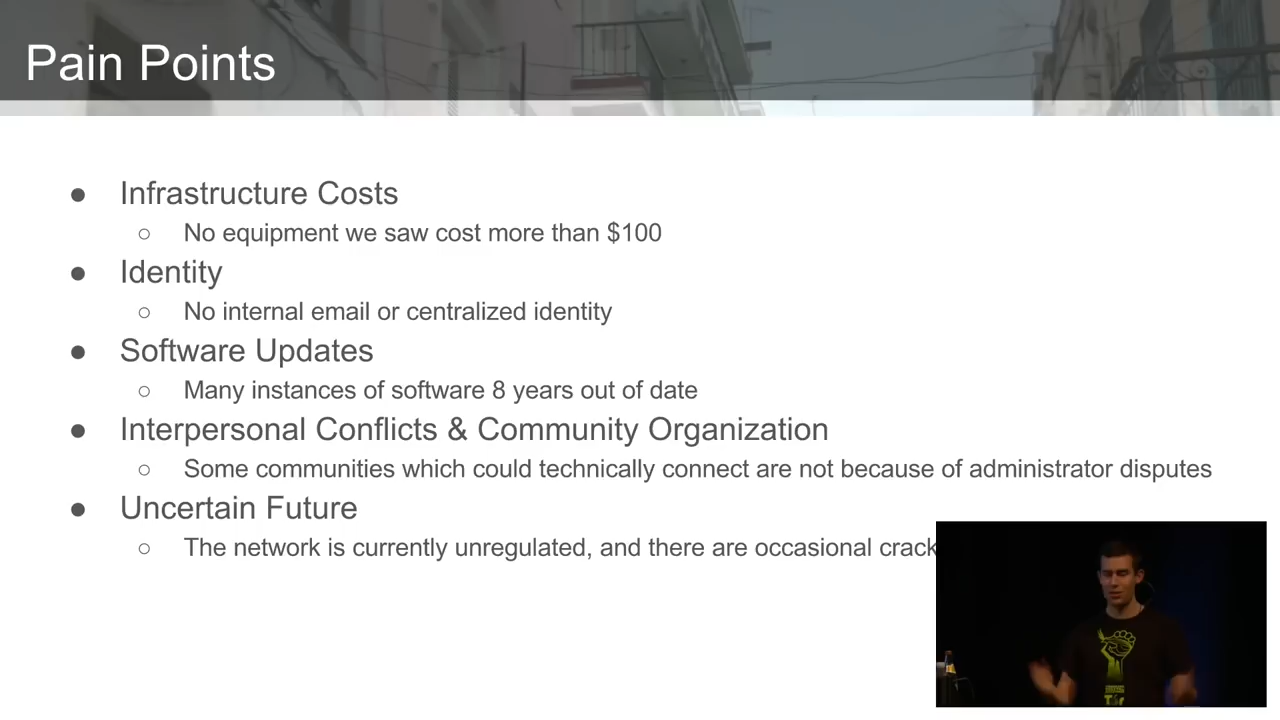 Pain Points
● Infrastructure Costs
○ No equipment we saw cost more than $100
● Identity
○ No internal email or centralized identity
● Software Updates
○ Many instances of software 8 years out of date
● Interpersonal Conflicts & Community Organization
○ Some communities which could technically connect are not because of administrator disputes
● Uncertain Future
○ The network is currently unregulated, and there are occasional crack